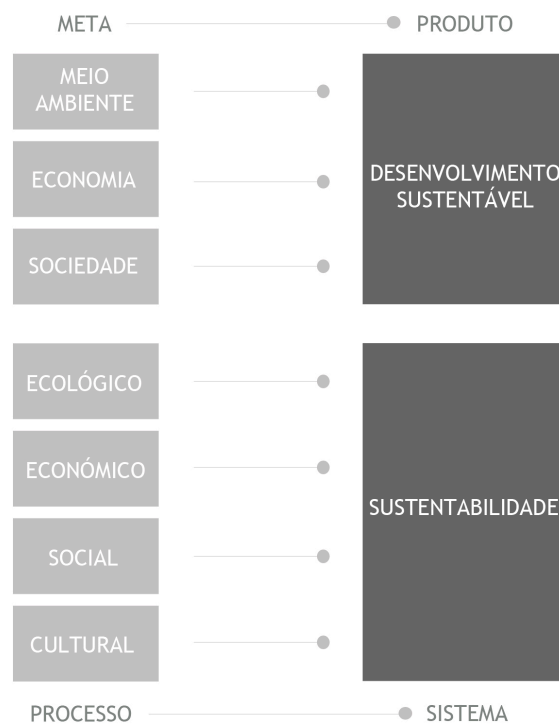 META
PRODUTO
MEIO
AMBIENTE
ECONOMIA
SOCIEDADE
DESENVOLVIMENTO
SUSTENTÁVEL
ECOLÓGICO
ECONÓMICO
SOCIAL
CULTURAL
SUSTENTABILIDADE
PROCESSO
SISTEMA